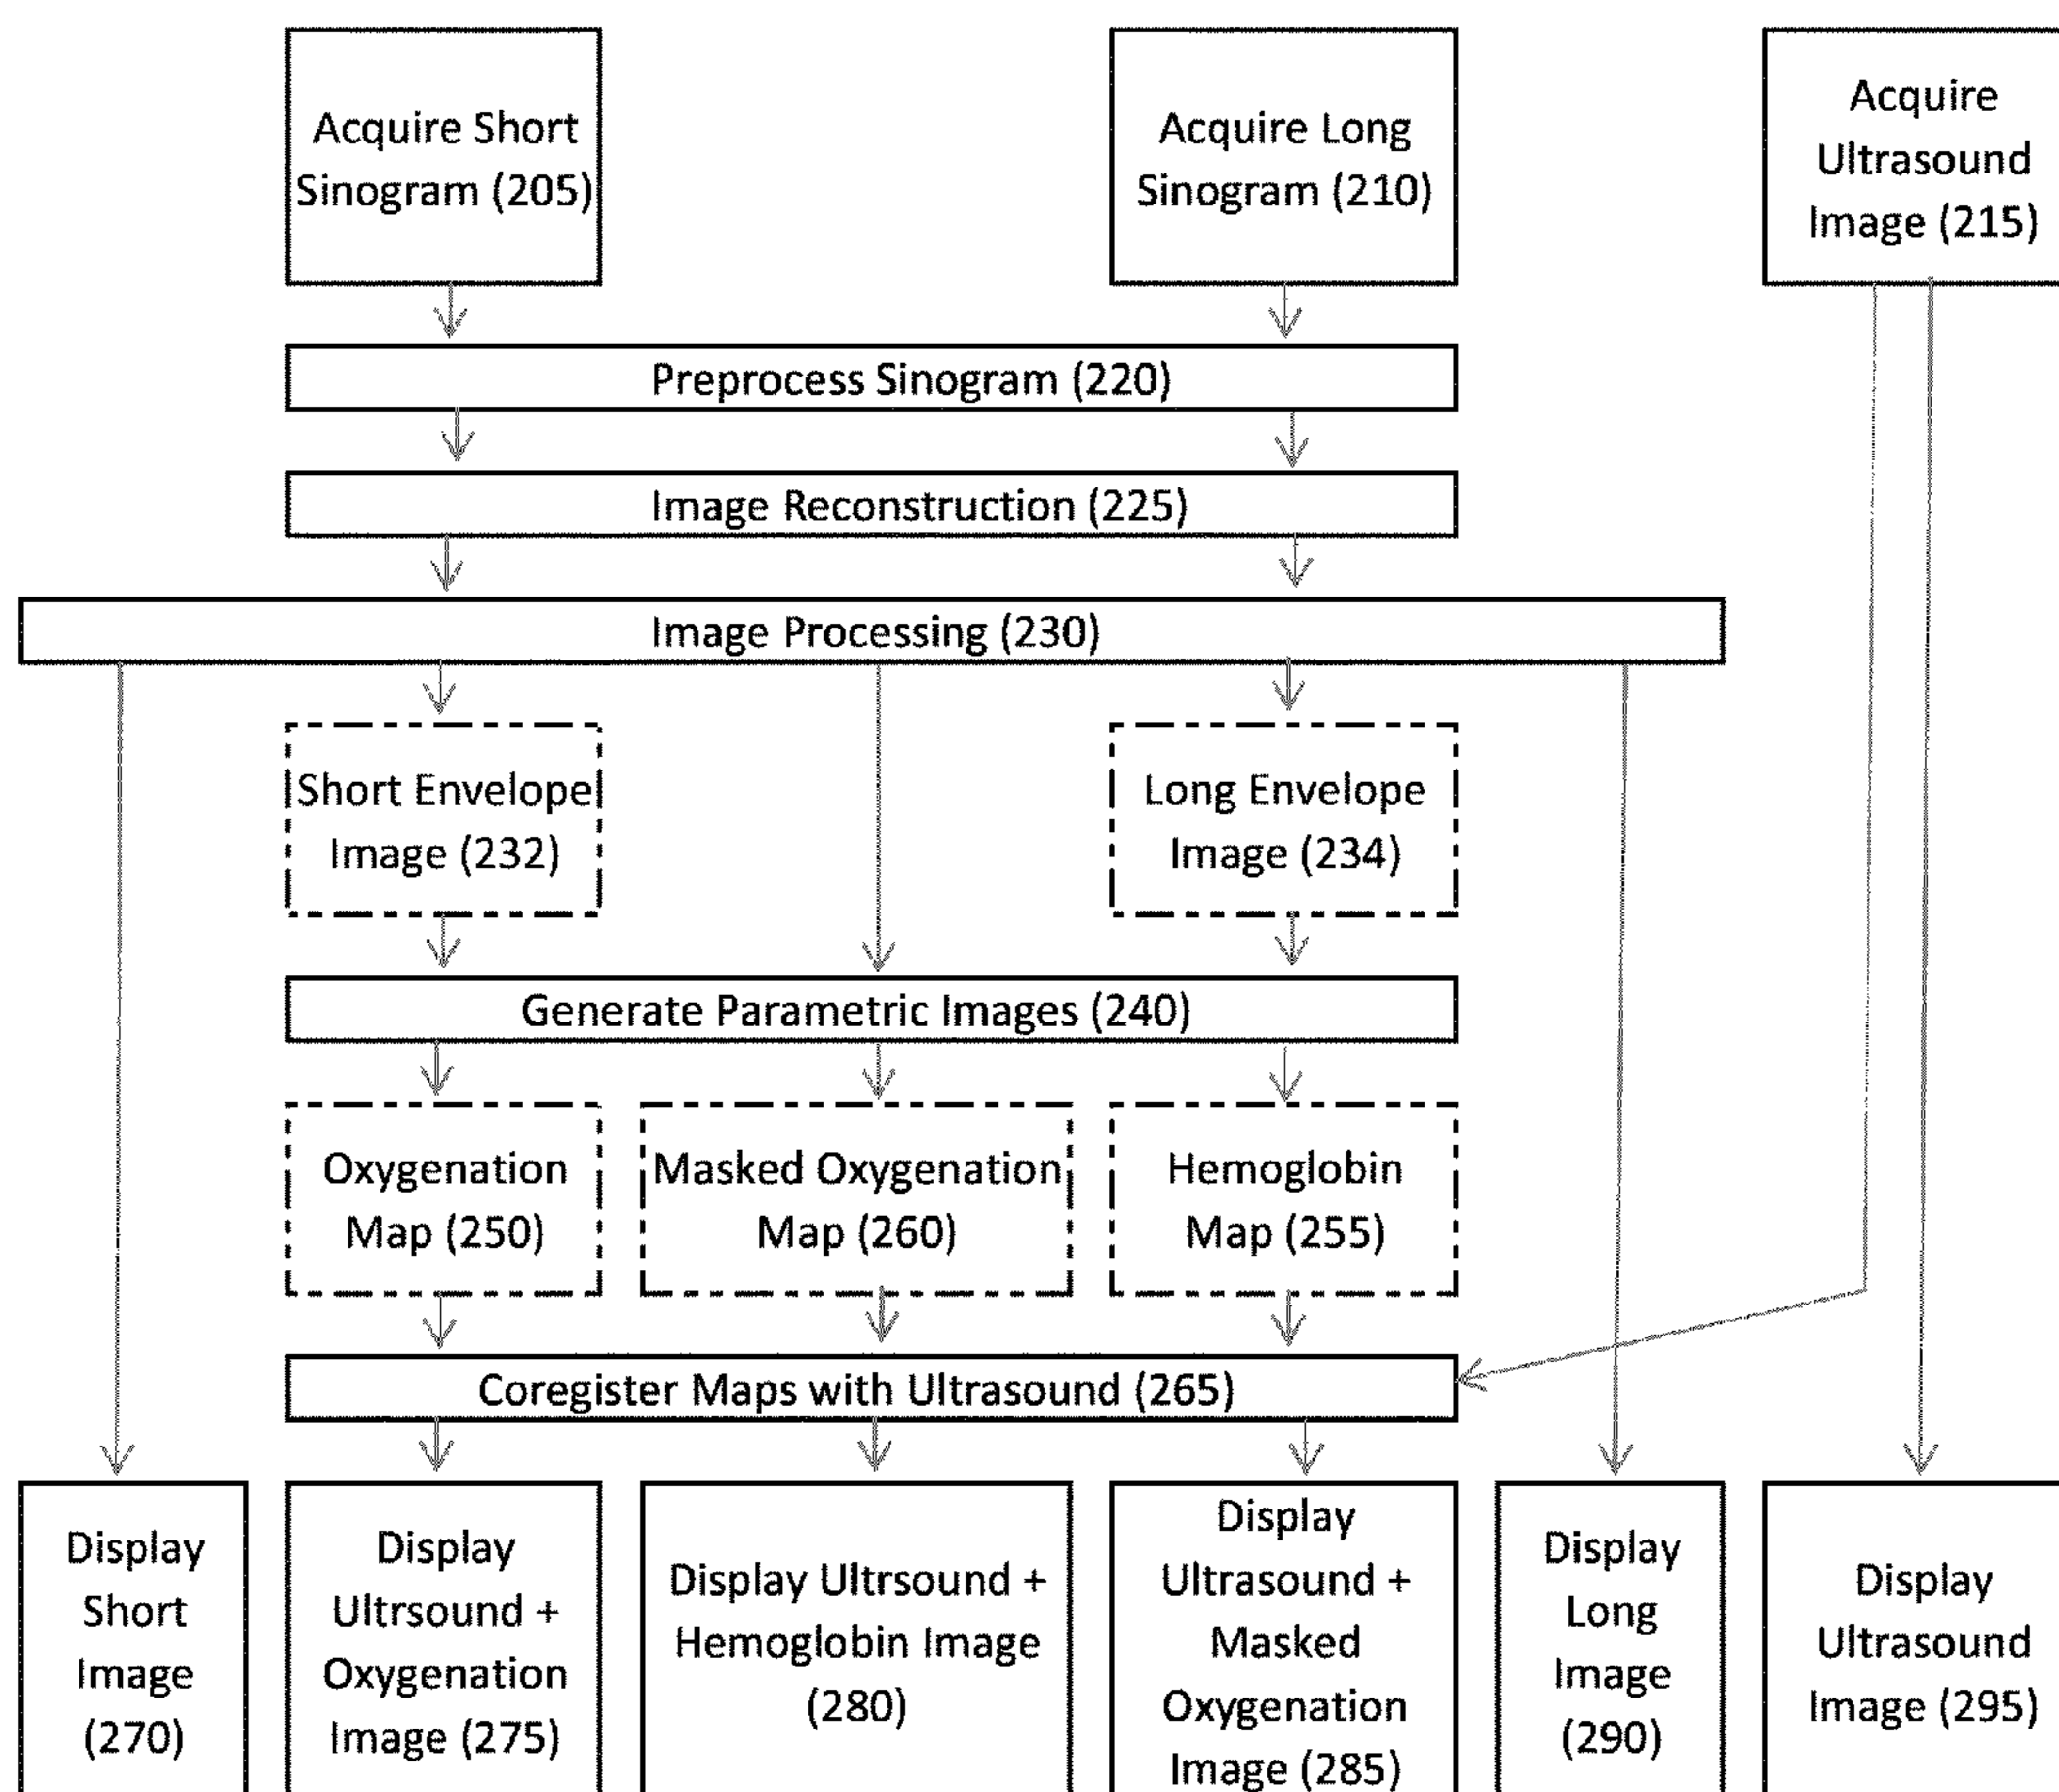 Acquire Short
Sinogram (205)
Acquire Long
Sinogram (210)
Acquire
Ultrasound
Image (215)
Preprocess Sinogram (220)
Image Reconstruction (225)
Image Processing (230)
Short Envelope
Image (232)
Long Envelope
Image (234)
Generate Parametric Images (240)
Oxygenation
Map (250)
Masked Oxygenation
Map (260)
Hemoglobin
Map (255)
Coregister Maps with Ultrasound (265)
Display
Short
Image
(270)
Display
Ultrsound +
Oxygenation
Image (275)
Display Ultrsound +
Hemoglobin Image
(280)
Display
Ultrasound +
Masked
Oxygenation
Image (285)
Display
Long
Image
(290)
Display
Ultrasound
Image (295)